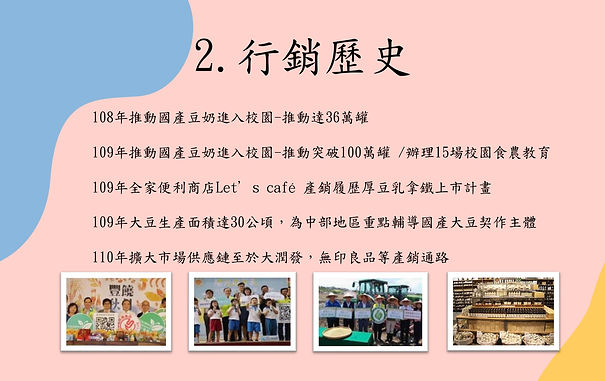 2.行銷歷史
108年推動國產豆奶進入校園-推動達36萬罐
109年推動國產豆奶進入校園-推動突破100萬罐 /辦理15場校園食農教育
109年全家便利商店Let’s café 產銷履歷厚豆乳拿鐵上市計畫
109年大豆生產面積達30公頃，為中部地區重點輔導國產大豆契作主體
110年擴大市場供應鏈至於大潤發，無印良品等產銷通路
豐饒